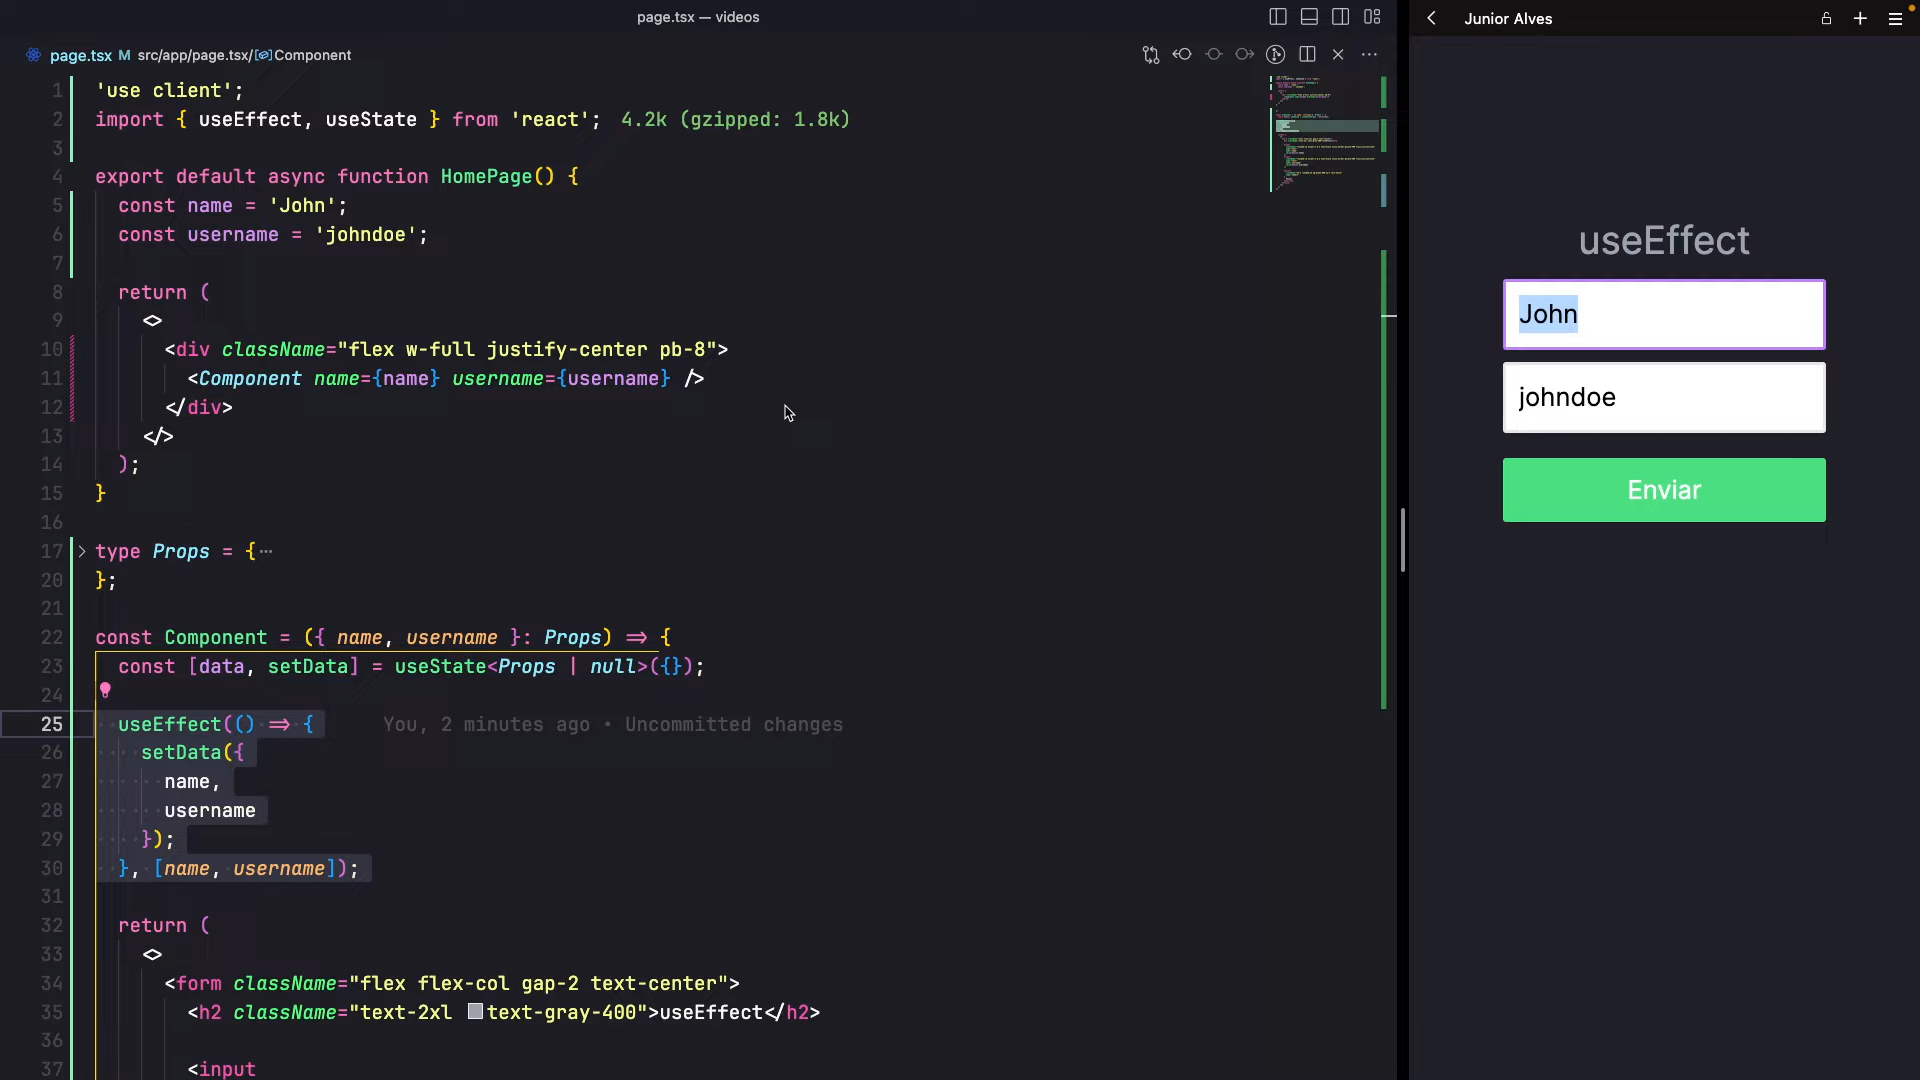 page.tsx — videos
page.tsx M src/app/page.tsx/Component
1 'use client';
2 import { useEffect, useState } from 'react'; 4.2k (gzipped: 1.8k)
3
4 export default async function HomePage() {
5 const name = 'John';
6 const username = 'johndoe';
7
8 return (
9 <>
10 <div className="flex w-full justify-center pb-8">
11 <Component name={name} username={username} />
12 </div>
13 </>
14 );
15 }
16
17 type Props = {…
20 };
21
22 const Component = ({ name, username }: Props) => {
23 const [data, setData] = useState<Props | null>({});
24
25 useEffect(() => { You, 2 minutes ago • Uncommitted changes
26 setData({
27 name,
28 username
29 });
30 }, [name, username]);
31
32 return (
33 <>
34 <form className="flex flex-col gap-2 text-center">
35 <h2 className="text-2xl text-gray-400">useEffect</h2>
36
37 <input
Junior Alves
useEffect
John
johndoe
Enviar